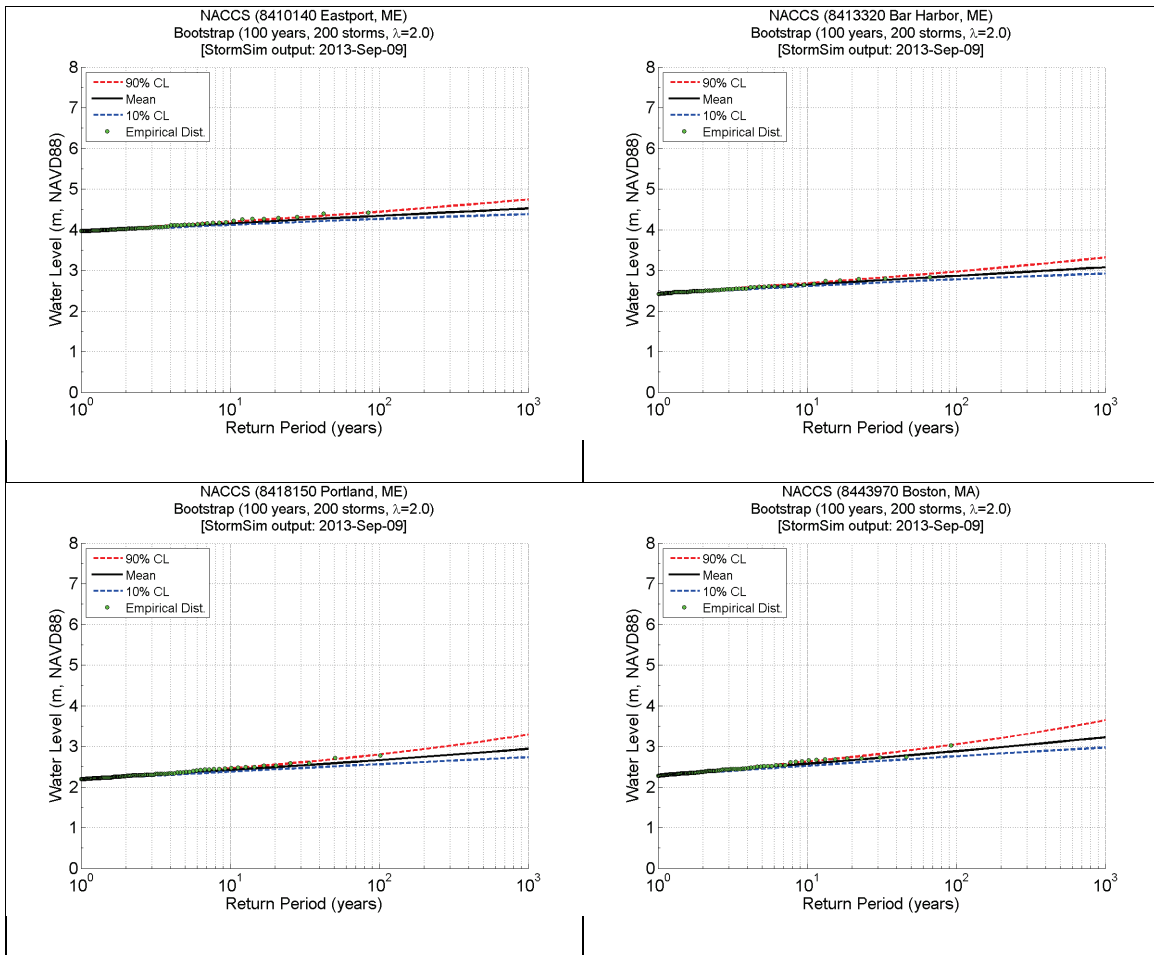 NACCS (8410140 Eastport, ME)
Bootstrap (100 years, 200 storms, λ=2.0)
[StormSim output: 2013-Sep-09]
8
7
6
5
4
3
2
1
0
Water Level (m, NAVD88)
90% CL
Mean
10% CL
Empirical Dist.
10^0
10^1
10^2
10^3
Return Period (years)
NACCS (8413320 Bar Harbor, ME)
Bootstrap (100 years, 200 storms, λ=2.0)
[StormSim output: 2013-Sep-09]
8
7
6
5
4
3
2
1
0
Water Level (m, NAVD88)
90% CL
Mean
10% CL
Empirical Dist.
10^0
10^1
10^2
10^3
Return Period (years)
NACCS (8418150 Portland, ME)
Bootstrap (100 years, 200 storms, λ=2.0)
[StormSim output: 2013-Sep-09]
8
7
6
5
4
3
2
1
0
Water Level (m, NAVD88)
90% CL
Mean
10% CL
Empirical Dist.
10^0
10^1
10^2
10^3
Return Period (years)
NACCS (8443970 Boston, MA)
Bootstrap (100 years, 200 storms, λ=2.0)
[StormSim output: 2013-Sep-09]
8
7
6
5
4
3
2
1
0
Water Level (m, NAVD88)
90% CL
Mean
10% CL
Empirical Dist.
10^0
10^1
10^2
10^3
Return Period (years)